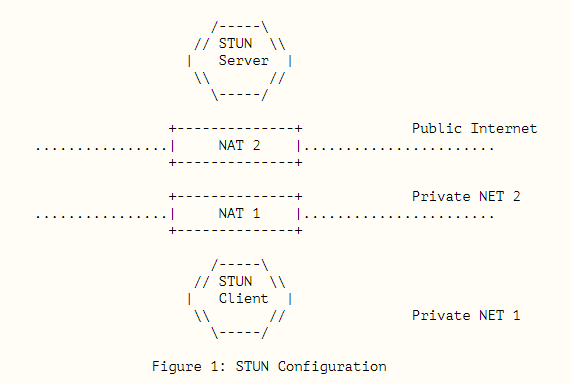 /-----\
// STUN \\
| Server |
\\ //
\-----/
+--------------+ Public Internet
................| NAT 2 |.......................
+--------------+
+--------------+ Private NET 2
................| NAT 1 |.......................
+--------------+
/-----\
// STUN \\
| Client |
\\ // Private NET 1
\-----/
Figure 1: STUN Configuration